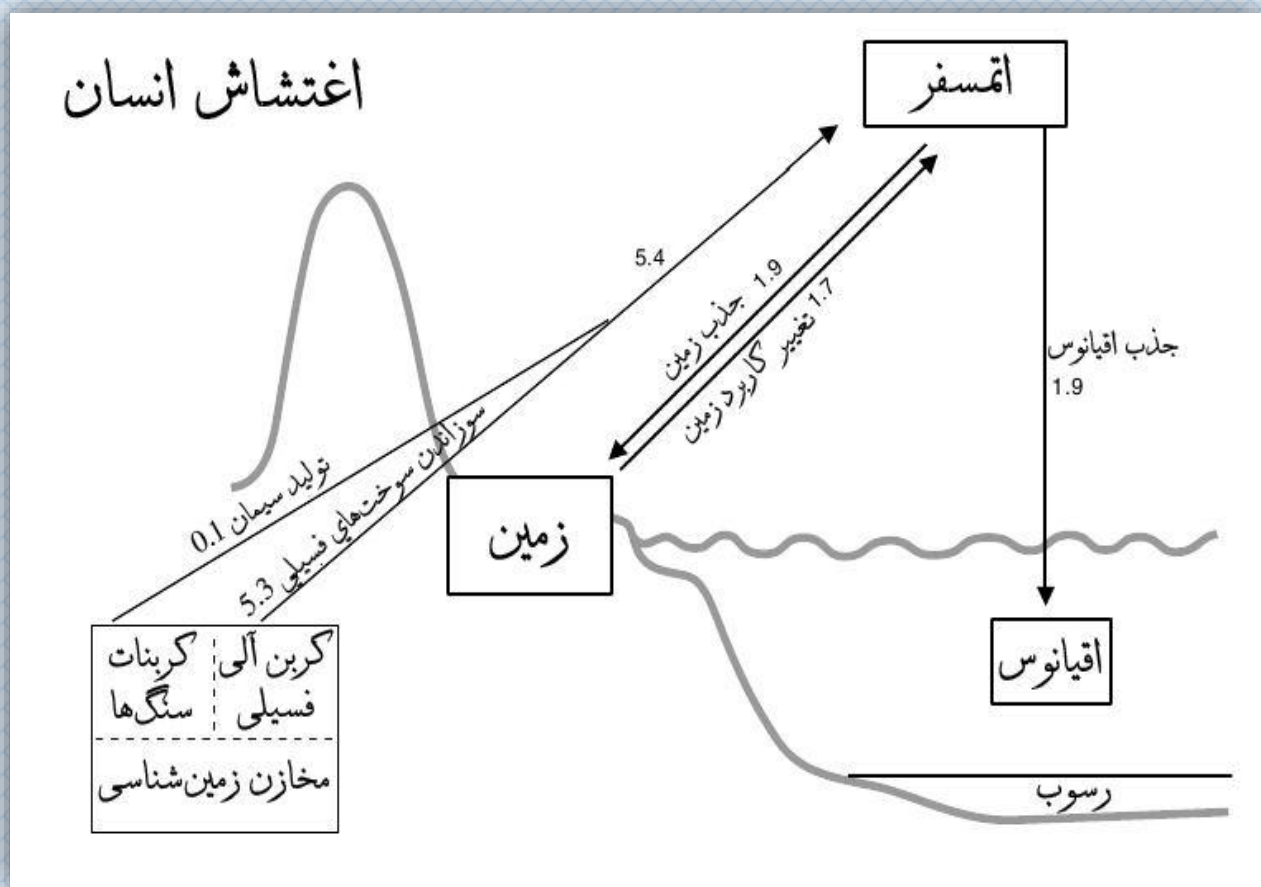 اغتشاش انسان
اتمسفر
5.4
جذب زمین 1.9
تغییر کاربرد زمین 1.7
جذب اقیانوس
1.9
تولید سیمان 0.1
سوزاندن سوخت‌های فسیلی 5.3
زمین
کربنات
سنگ‌ها
کربن آلی
فسیلی
مخازن زمین‌شناسی
اقیانوس
رسوب